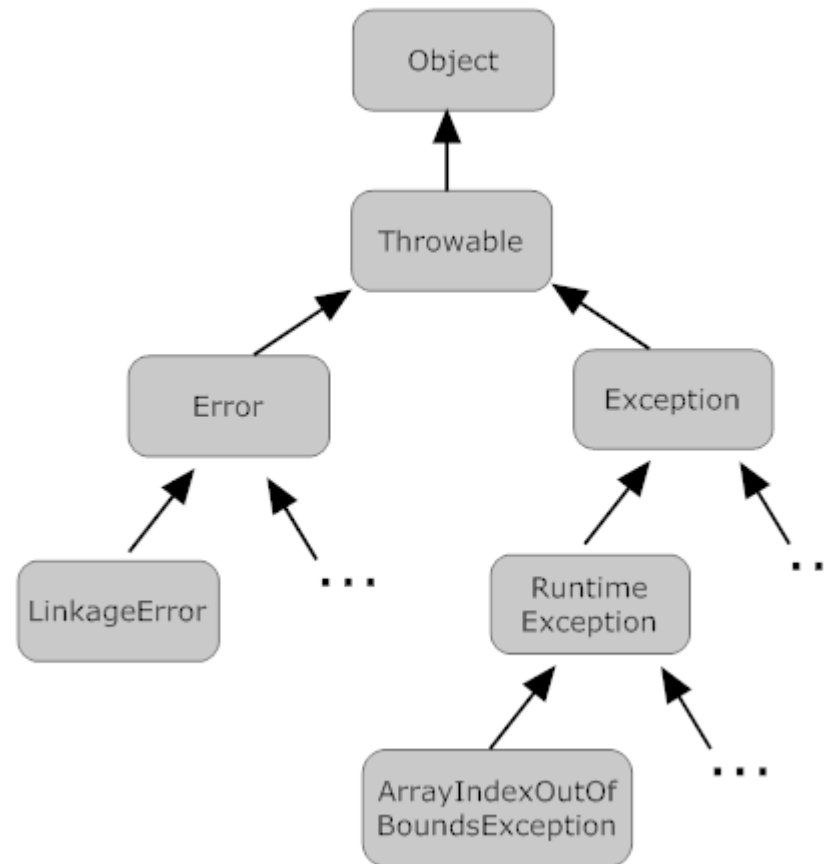 Object
Throwable
Error
Exception
...
..
LinkageError
Runtime
Exception
...
ArrayIndexOutOf
BoundsException